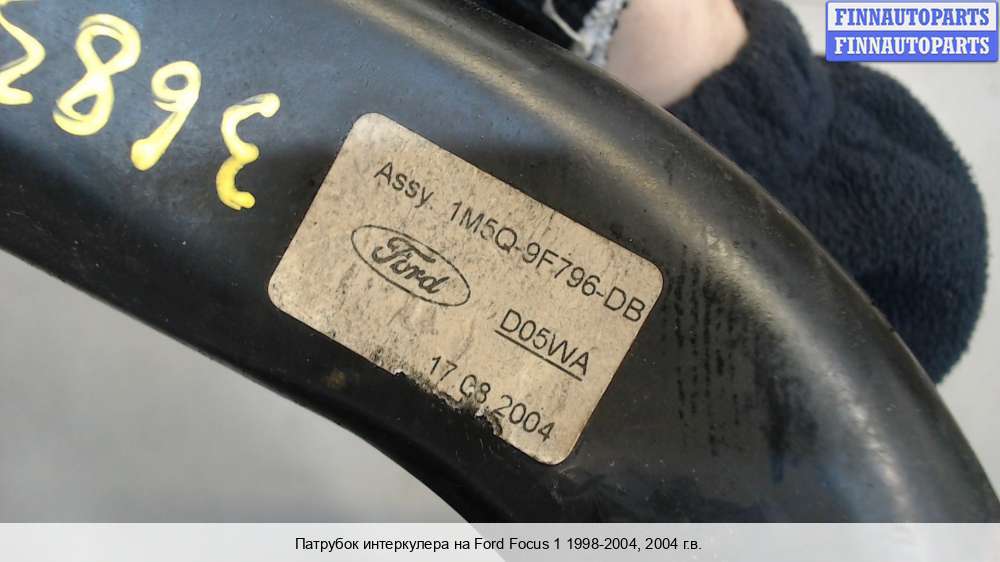 FINNAUTOPARTS
FINNAUTOPARTS
Assy. 1M5Q-9F796-DB
Ford
D05WA
17.08.2004
Патрубок интеркулера на Ford Focus 1 1998-2004, 2004 г.в.